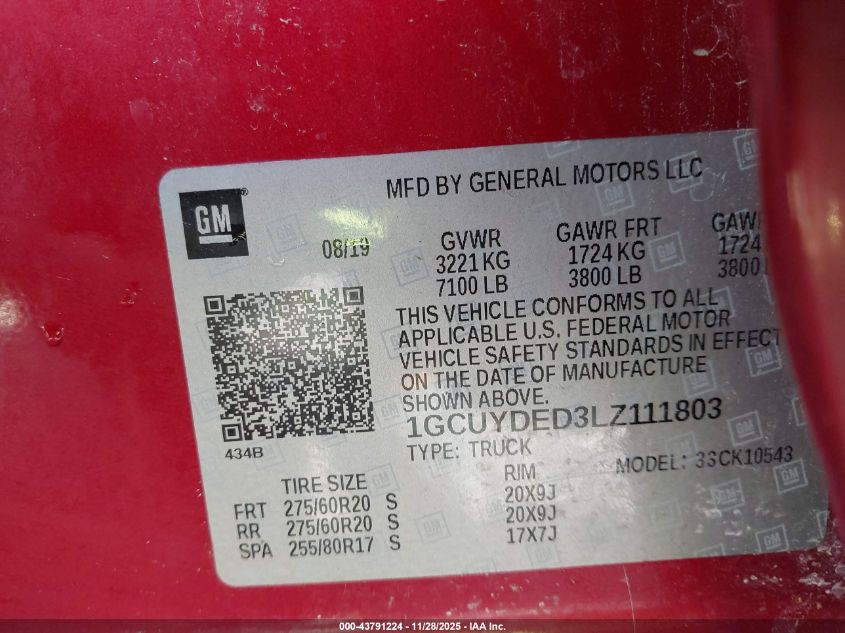 MFD BY GENERAL MOTORS LLC
GM
08/19
GVWR GAWR FRT
3221 KG 1724 KG 1724
7100 LB 3800 LB 3800
THIS VEHICLE CONFORMS TO ALL
APPLICABLE U.S. FEDERAL MOTOR
VEHICLE SAFETY STANDARDS IN EFFECT
ON THE DATE OF MANUFACTURE
SHOWN ABOVE.
1GCUYDED3LZ111803
434B
TYPE: TRUCK MODEL: 33CK10543
TIRE SIZE RIM
FRT 275/60R20 S 20X9J
RR 275/60R20 S 20X9J
SPA 255/80R17 S 17X7J
000-43791224 | 11/28/2025 | IAA Inc.